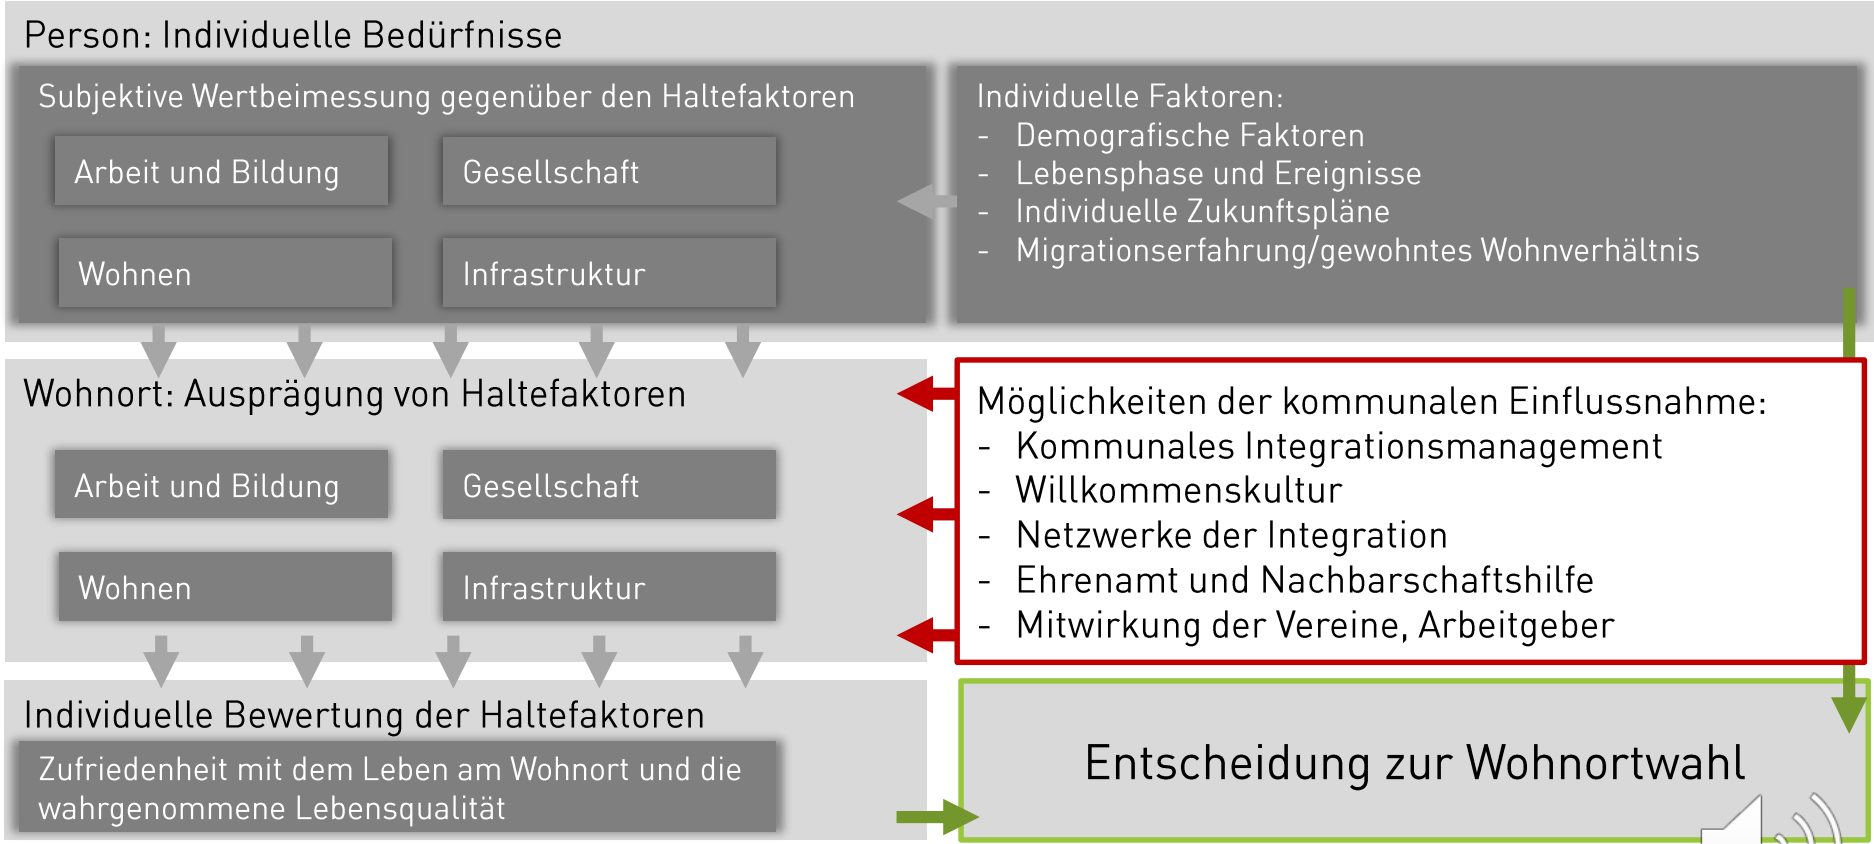 Person: Individuelle Bedürfnisse
Subjektive Wertbeimessung gegenüber den Haltefaktoren
Arbeit und Bildung
Gesellschaft
Wohnen
Infrastruktur
Individuelle Faktoren:
- Demografische Faktoren
- Lebensphase und Ereignisse
- Individuelle Zukunftspläne
- Migrationserfahrung/gewohntes Wohnverhältnis
Wohnort: Ausprägung von Haltefaktoren
Arbeit und Bildung
Gesellschaft
Wohnen
Infrastruktur
Möglichkeiten der kommunalen Einflussnahme:
- Kommunales Integrationsmanagement
- Willkommenskultur
- Netzwerke der Integration
- Ehrenamt und Nachbarschaftshilfe
- Mitwirkung der Vereine, Arbeitgeber
Individuelle Bewertung der Haltefaktoren
Zufriedenheit mit dem Leben am Wohnort und die
wahrgenommene Lebensqualität
Entscheidung zur Wohnortwahl